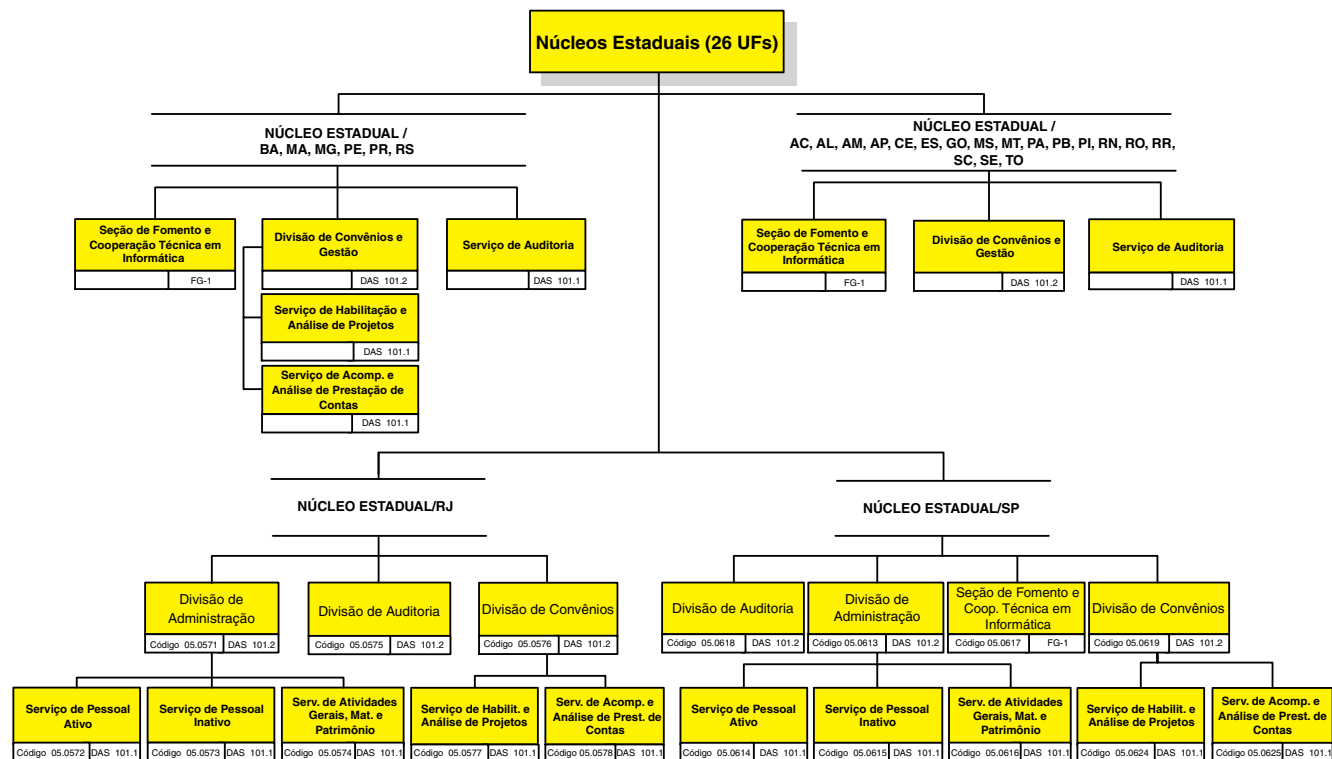 Núcleos Estaduais (26 UFs)
NÚCLEO ESTADUAL /
BA, MA, MG, PE, PR, RS
NÚCLEO ESTADUAL /
AC, AL, AM, AP, CE, ES, GO, MS, MT, PA, PB, PI, RN, RO, RR,
SC, SE, TO
Seção de Fomento e
Cooperação Técnica em
Informática
FG-1
Divisão de Convênios e
Gestão
DAS 101.2
Serviço de Auditoria
DAS 101.1
Serviço de Habilitação e
Análise de Projetos
DAS 101.1
Serviço de Acomp. e
Análise de Prestação de
Contas
DAS 101.1
Seção de Fomento e
Cooperação Técnica em
Informática
FG-1
Divisão de Convênios e
Gestão
DAS 101.2
Serviço de Auditoria
DAS 101.1
NÚCLEO ESTADUAL/RJ
Divisão de
Administração
Código 05.0571 DAS 101.2
Divisão de Auditoria
Código 05.0575 DAS 101.2
Divisão de Convênios
Código 05.0576 DAS 101.2
Serviço de Pessoal
Ativo
Código 05.0572 DAS 101.1
Serviço de Pessoal
Inativo
Código 05.0573 DAS 101.1
Serv. de Atividades
Gerais, Mat. e
Patrimônio
Código 05.0574 DAS 101.1
Serviço de Habilit. e
Análise de Projetos
Código 05.0577 DAS 101.1
Serv. de Acomp. e
Análise de Prest. de
Contas
Código 05.0578 DAS 101.1
NÚCLEO ESTADUAL/SP
Divisão de Auditoria
Código 05.0618 DAS 101.2
Divisão de
Administração
Código 05.0613 DAS 101.2
Seção de Fomento e
Coop. Técnica em
Informática
Código 05.0617 FG-1
Divisão de Convênios
Código 05.0619 DAS 101.2
Serviço de Pessoal
Ativo
Código 05.0614 DAS 101.1
Serviço de Pessoal
Inativo
Código 05.0615 DAS 101.1
Serv. de Atividades
Gerais, Mat. e
Patrimônio
Código 05.0616 DAS 101.1
Serviço de Habilit. e
Análise de Projetos
Código 05.0624 DAS 101.1
Serv. de Acomp. e
Análise de Prest. de
Contas
Código 05.0625 DAS 101.1